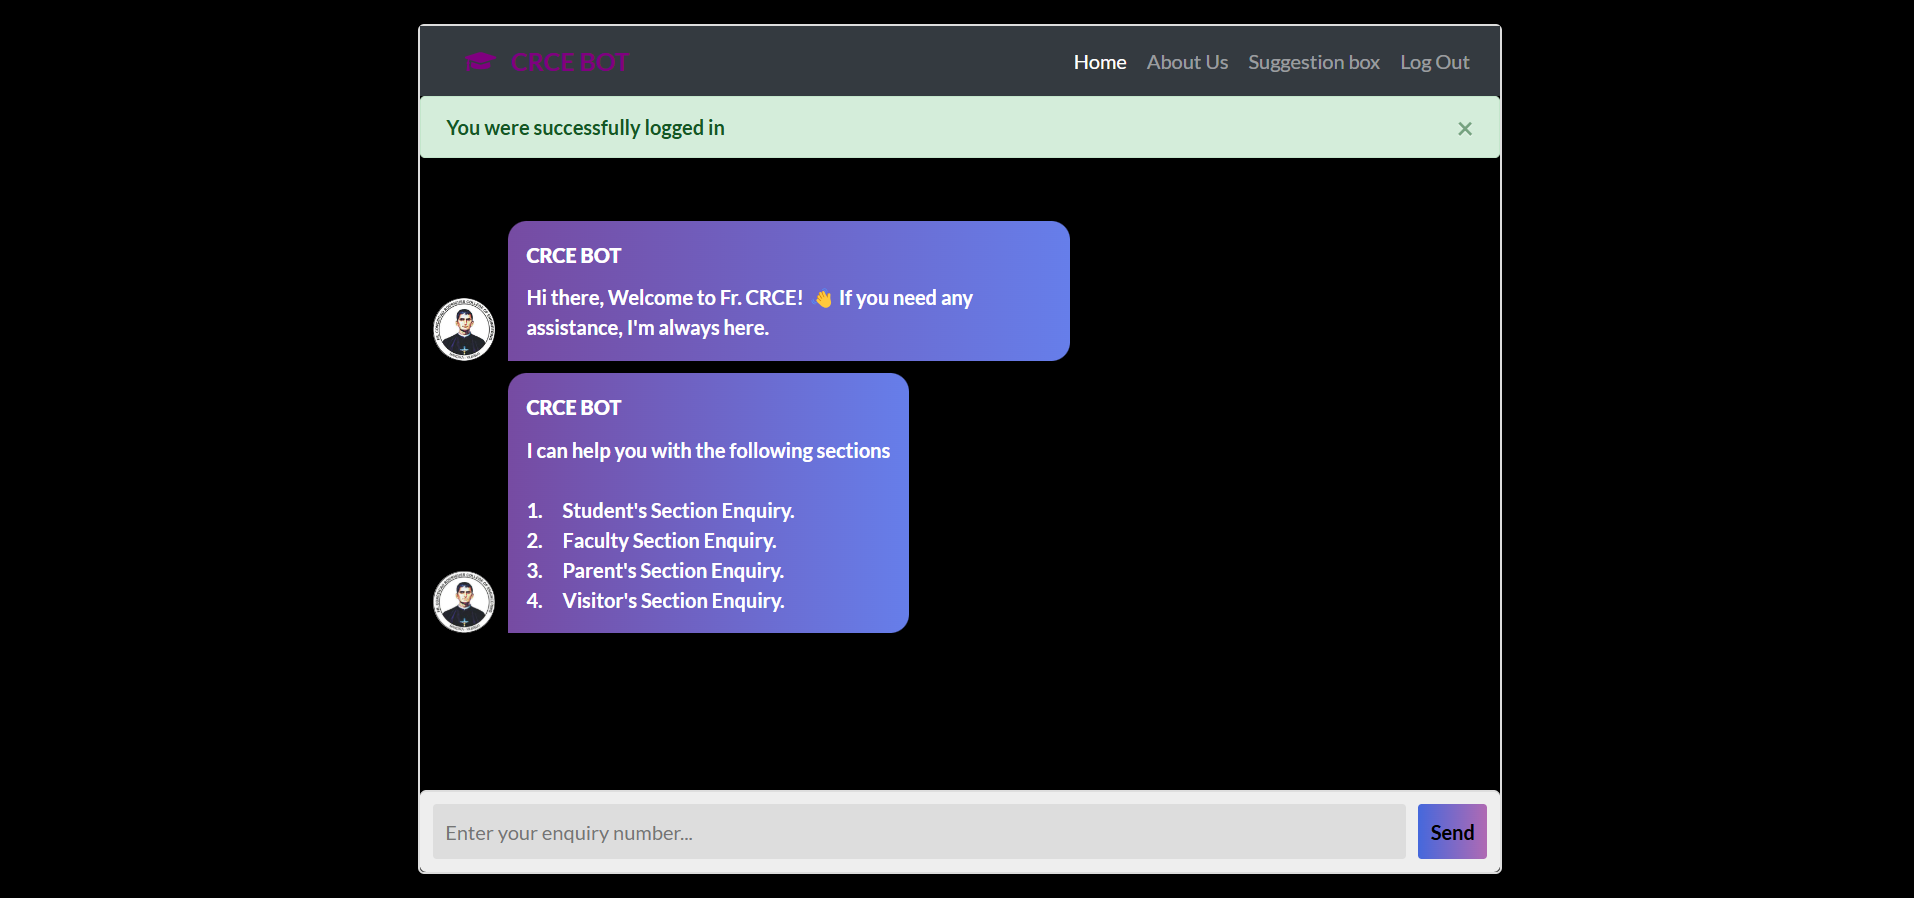 CRCE BOT
Home About Us Suggestion box Log Out
You were successfully logged in ×
CRCE BOT
Hi there, Welcome to Fr. CRCE! 👋 If you need any
assistance, I'm always here.
CRCE BOT
I can help you with the following sections
1. Student's Section Enquiry.
2. Faculty Section Enquiry.
3. Parent's Section Enquiry.
4. Visitor's Section Enquiry.
Enter your enquiry number...
Send